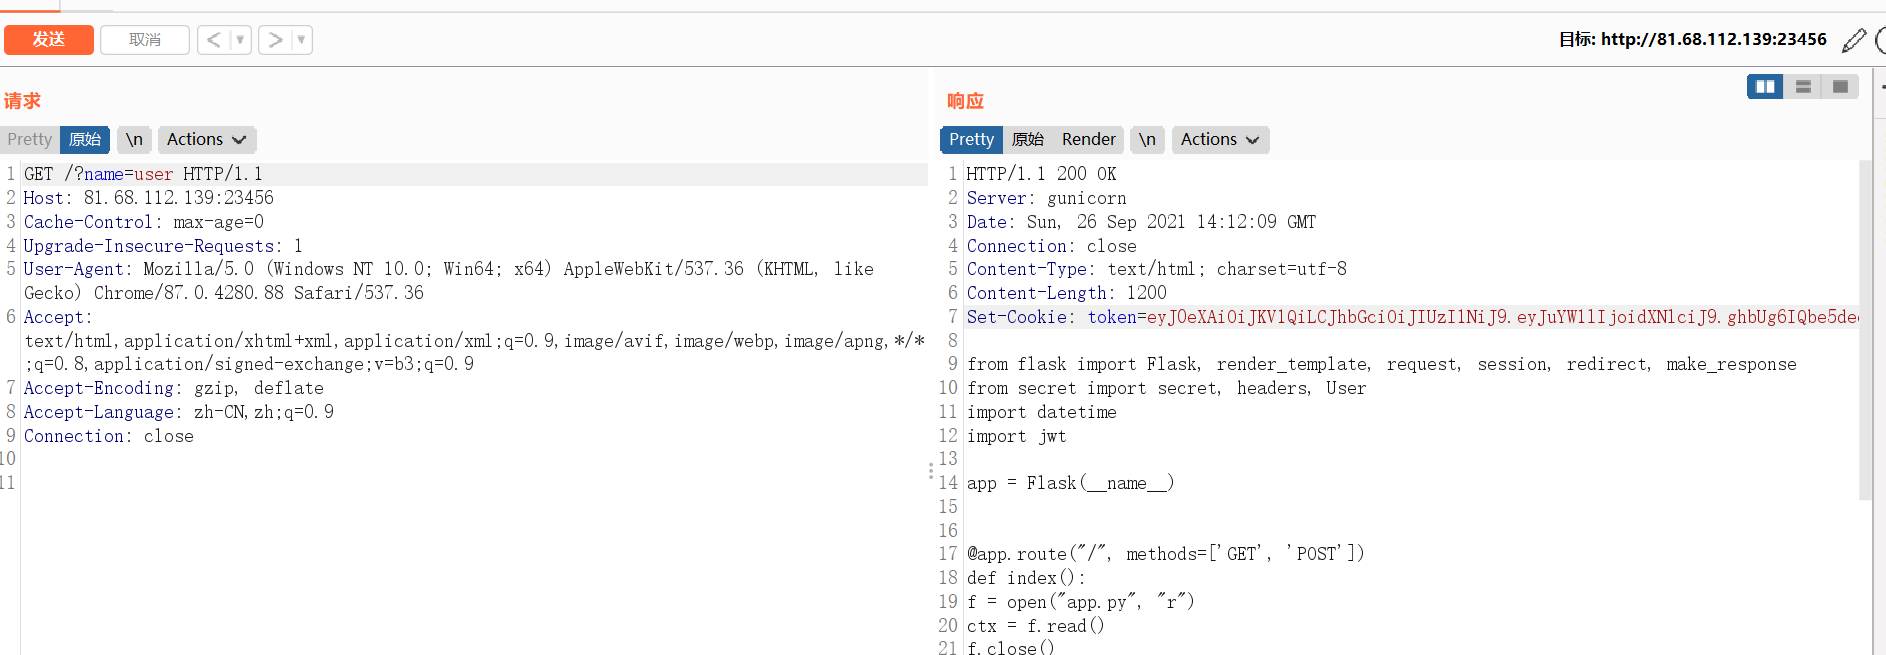 发送 取消 < > 目标: http://81.68.112.139:23456
请求
Pretty 原始 \n Actions
1 GET /?name=user HTTP/1.1
2 Host: 81.68.112.139:23456
3 Cache-Control: max-age=0
4 Upgrade-Insecure-Requests: 1
5 User-Agent: Mozilla/5.0 (Windows NT 10.0; Win64; x64) AppleWebKit/537.36 (KHTML, like
Gecko) Chrome/87.0.4280.88 Safari/537.36
6 Accept:
text/html,application/xhtml+xml,application/xml;q=0.9,image/avif,image/webp,image/apng,*/*
;q=0.8,application/signed-exchange;v=b3;q=0.9
7 Accept-Encoding: gzip, deflate
8 Accept-Language: zh-CN,zh;q=0.9
9 Connection: close
10
11
响应
Pretty 原始 Render \n Actions
1 HTTP/1.1 200 OK
2 Server: gunicorn
3 Date: Sun, 26 Sep 2021 14:12:09 GMT
4 Connection: close
5 Content-Type: text/html; charset=utf-8
6 Content-Length: 1200
7 Set-Cookie: token=eyJ0eXAiOiJKV1QiLCJhbGciOiJIUzI1NiJ9.eyJuYW1lIjoidXNlciJ9.ghbUg6IQbe5de
8
9 from flask import Flask, render_template, request, session, redirect, make_response
10 from secret import secret, headers, User
11 import datetime
12 import jwt
13
14 app = Flask(__name__)
15
16
17 @app.route("/", methods=['GET', 'POST'])
18 def index():
19 f = open("app.py", "r")
20 ctx = f.read()
21 f.close()